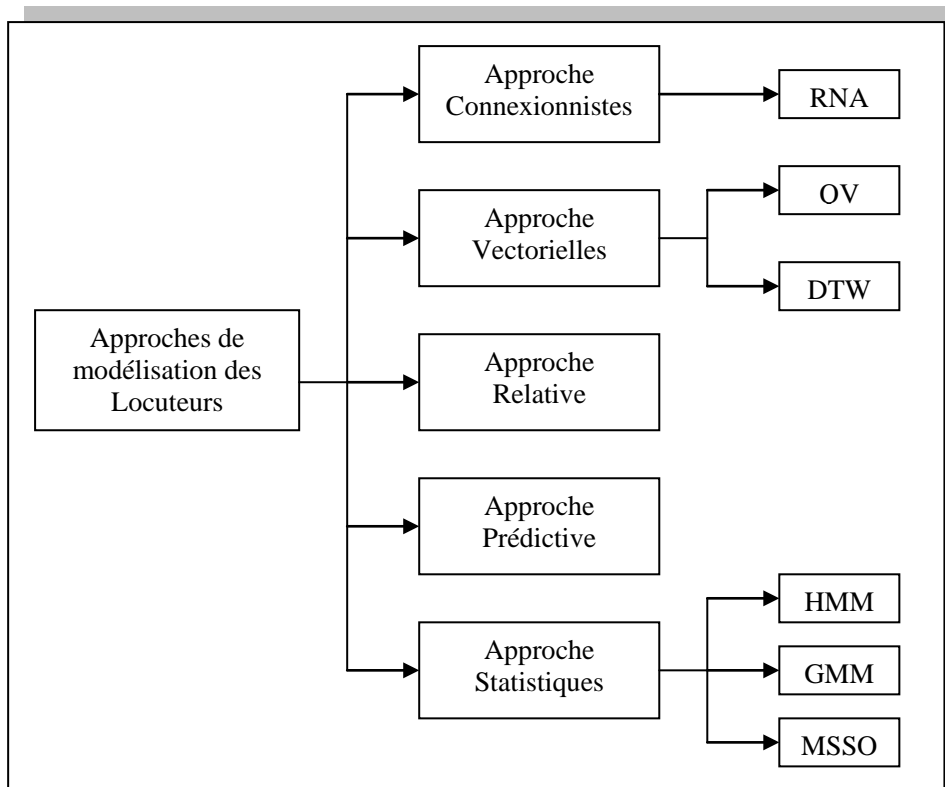 Approches de
modélisation des
Locuteurs
Approche
Connexionnistes
RNA
Approche
Vectorielles
OV
DTW
Approche
Relative
Approche
Prédictive
Approche
Statistiques
HMM
GMM
MSSO